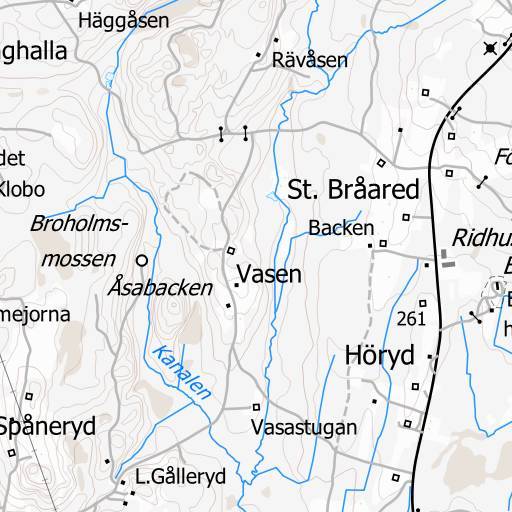 Häggåsen
ghalla
Rävåsen
det
Klobo
St. Bråared
Broholms-
mossen
Backen
Ridhus
Åsabacken
Vasen
mejorna
261
Höryd
Kanalen
Spåneryd
Vasastugan
L.Gålleryd